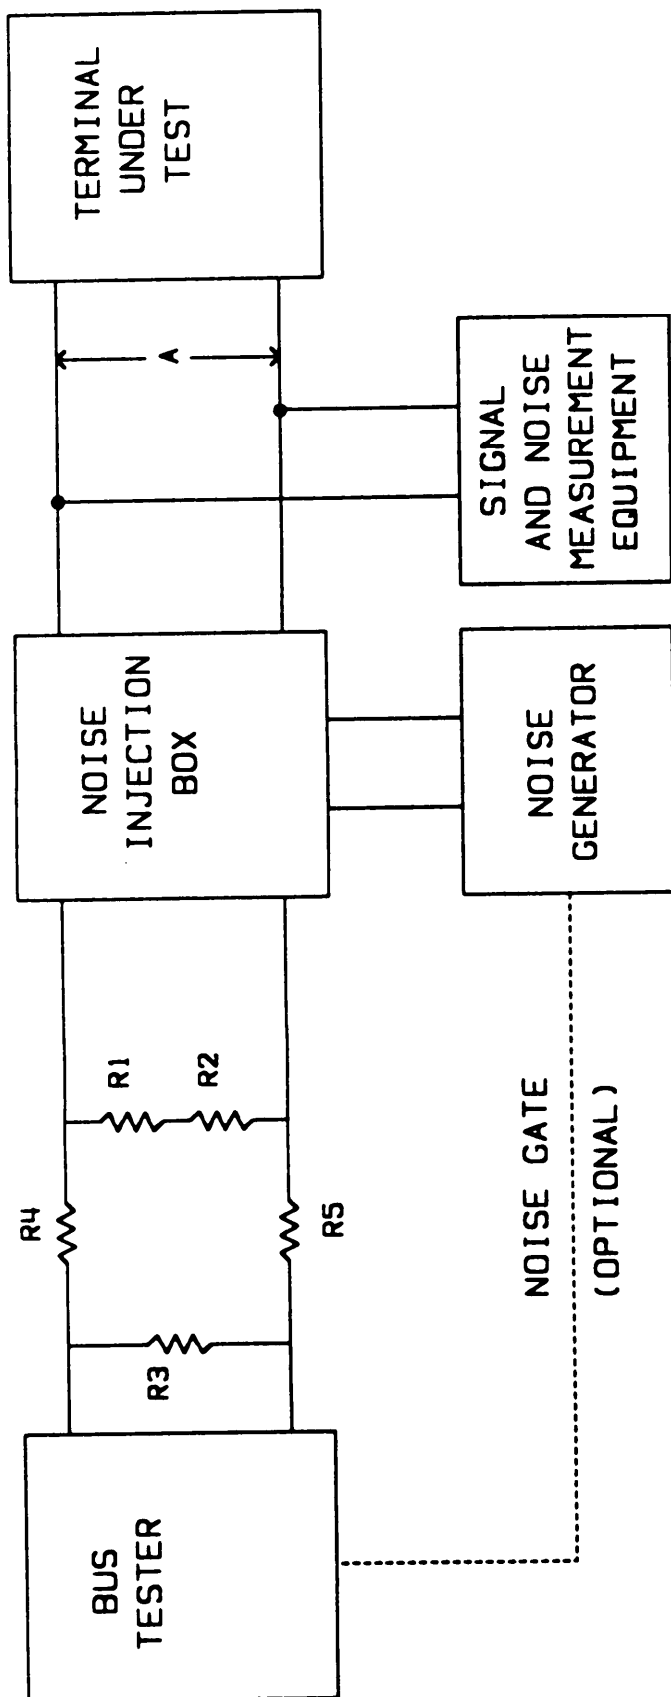 BUS
TESTER
R3
R4
R5
R1
R2
NOISE
INJECTION
BOX
A
TERMINAL
UNDER
TEST
NOISE GATE
(OPTIONAL)
NOISE
GENERATOR
SIGNAL
AND NOISE
MEASUREMENT
EQUIPMENT